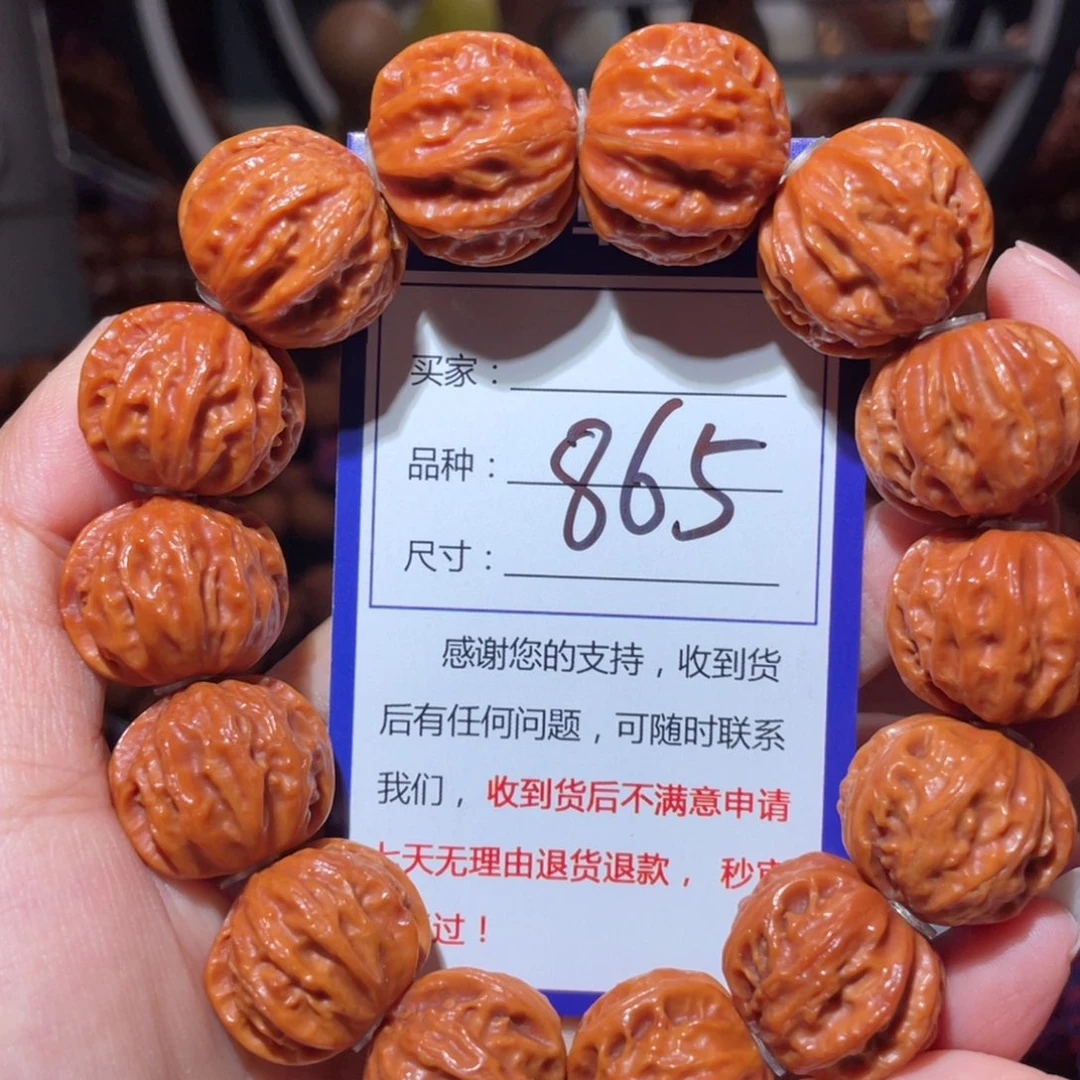 买家：
品种：
865
尺寸：
感谢您的支持，收到货
后有任何问题，可随时联系
我们，收到货后不满意申请
七天无理由退货退款，秒
过！